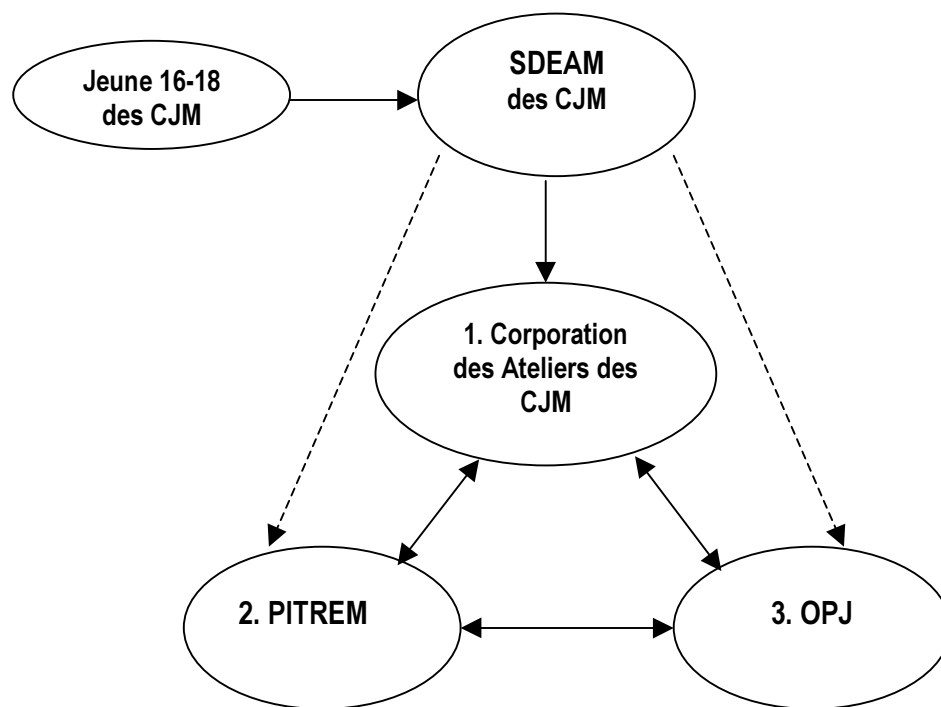 Jeune 16-18
des CJM
SDEAM
des CJM
1. Corporation
des Ateliers des
CJM
2. PITREM
3. OPJ